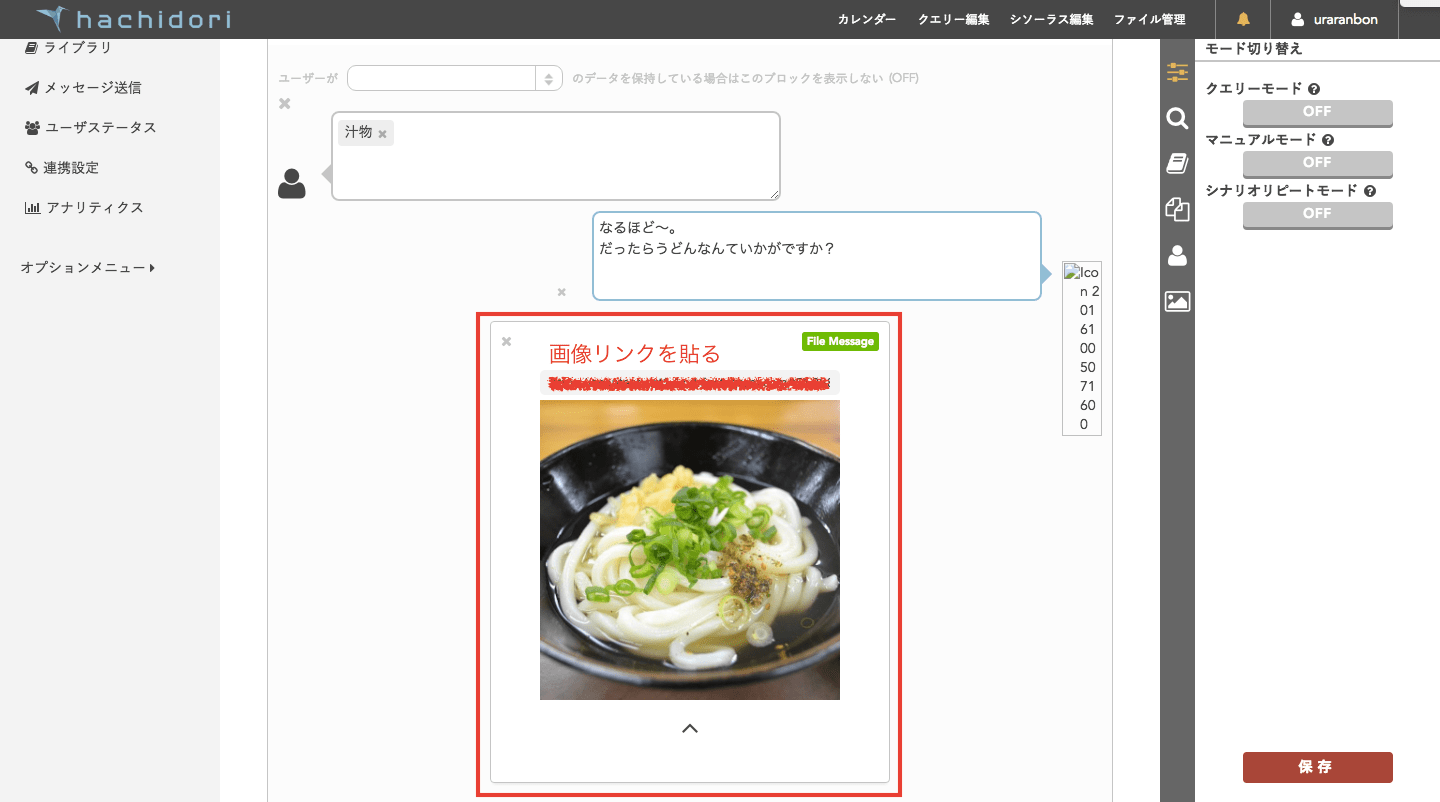 hachidori
カレンダー
クエリー編集
シソーラス編集
ファイル管理
uraranbon
ライブラリ
メッセージ送信
ユーザステータス
連携設定
アナリティクス
オプションメニュー
ユーザーが
のデータを保持している場合はこのブロックを表示しない (OFF)
汁物
なるほど〜。
だったらうどんなんていかがですか？
Ico
n 2
01
61
00
50
71
60
0
File Message
画像リンクを貼る
モード切り替え
クエリーモード
OFF
マニュアルモード
OFF
シナリオリピートモード
OFF
保存